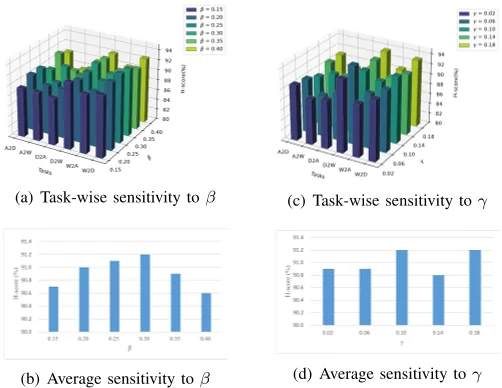 β = 0.15
β = 0.20
β = 0.25
β = 0.30
β = 0.35
β = 0.40
94
92
90
88
86
84
82
80
H-score(%)
A2D
A2W
D2A
D2W
W2A
W2D
Tasks
0.15
0.20
0.25
0.30
0.35
0.40
β
(a) Task-wise sensitivity to β
γ = 0.02
γ = 0.06
γ = 0.10
γ = 0.14
γ = 0.18
94
92
90
88
86
84
82
80
H-score(%)
A2D
A2W
D2A
D2W
W2A
W2D
Tasks
0.02
0.06
0.10
0.14
0.18
γ
(c) Task-wise sensitivity to γ
91.4
91.2
91.0
90.8
90.6
90.4
90.2
90.0
H-score (%)
0.15 0.20 0.25 0.30 0.35 0.40
β
(b) Average sensitivity to β
91.4
91.2
91.0
90.8
90.6
90.4
90.2
90.0
H-score (%)
0.02 0.06 0.10 0.14 0.18
γ
(d) Average sensitivity to γ